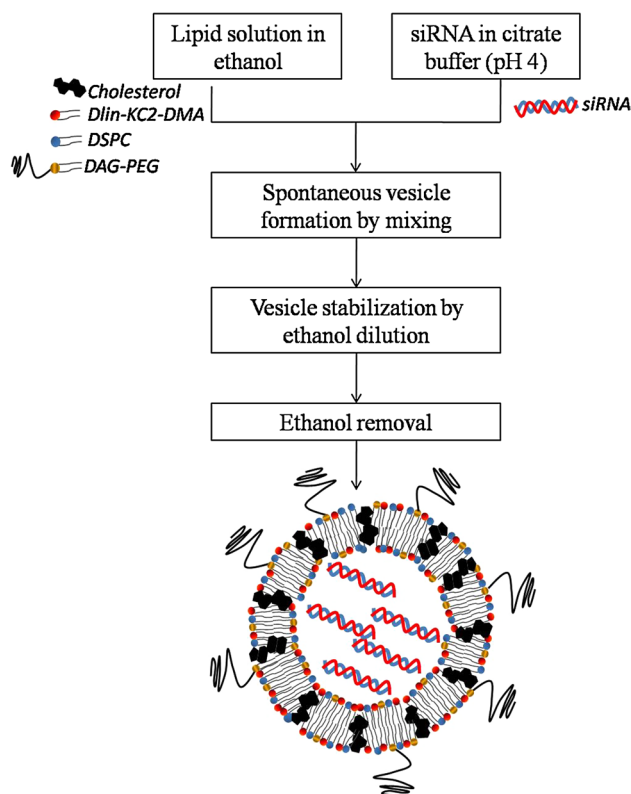 Lipid solution in
ethanol
siRNA in citrate
buffer (pH 4)
Cholesterol
Dlin-KC2-DMA
DSPC
DAG-PEG
siRNA
Spontaneous vesicle
formation by mixing
Vesicle stabilization by
ethanol dilution
Ethanol removal